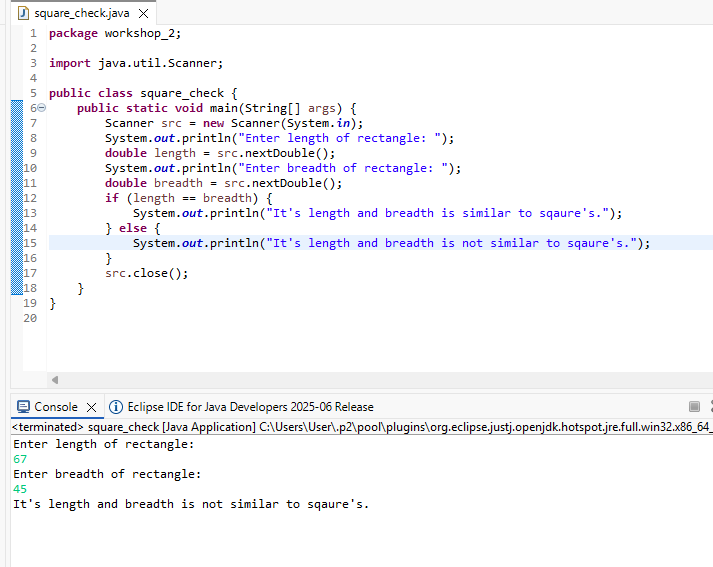 square_check.java
1 package workshop_2;
2
3 import java.util.Scanner;
4
5 public class square_check {
6 public static void main(String[] args) {
7 Scanner src = new Scanner(System.in);
8 System.out.println("Enter length of rectangle: ");
9 double length = src.nextDouble();
10 System.out.println("Enter breadth of rectangle: ");
11 double breadth = src.nextDouble();
12 if (length == breadth) {
13 System.out.println("It's length and breadth is similar to sqaure's.");
14 } else {
15 System.out.println("It's length and breadth is not similar to sqaure's.");
16 }
17 src.close();
18 }
19 }
20
Console Eclipse IDE for Java Developers 2025-06 Release
<terminated> square_check [Java Application] C:\Users\User\.p2\pool\plugins\org.eclipse.justj.openjdk.hotspot.jre.full.win32.x86_64_
Enter length of rectangle:
67
Enter breadth of rectangle:
45
It's length and breadth is not similar to sqaure's.